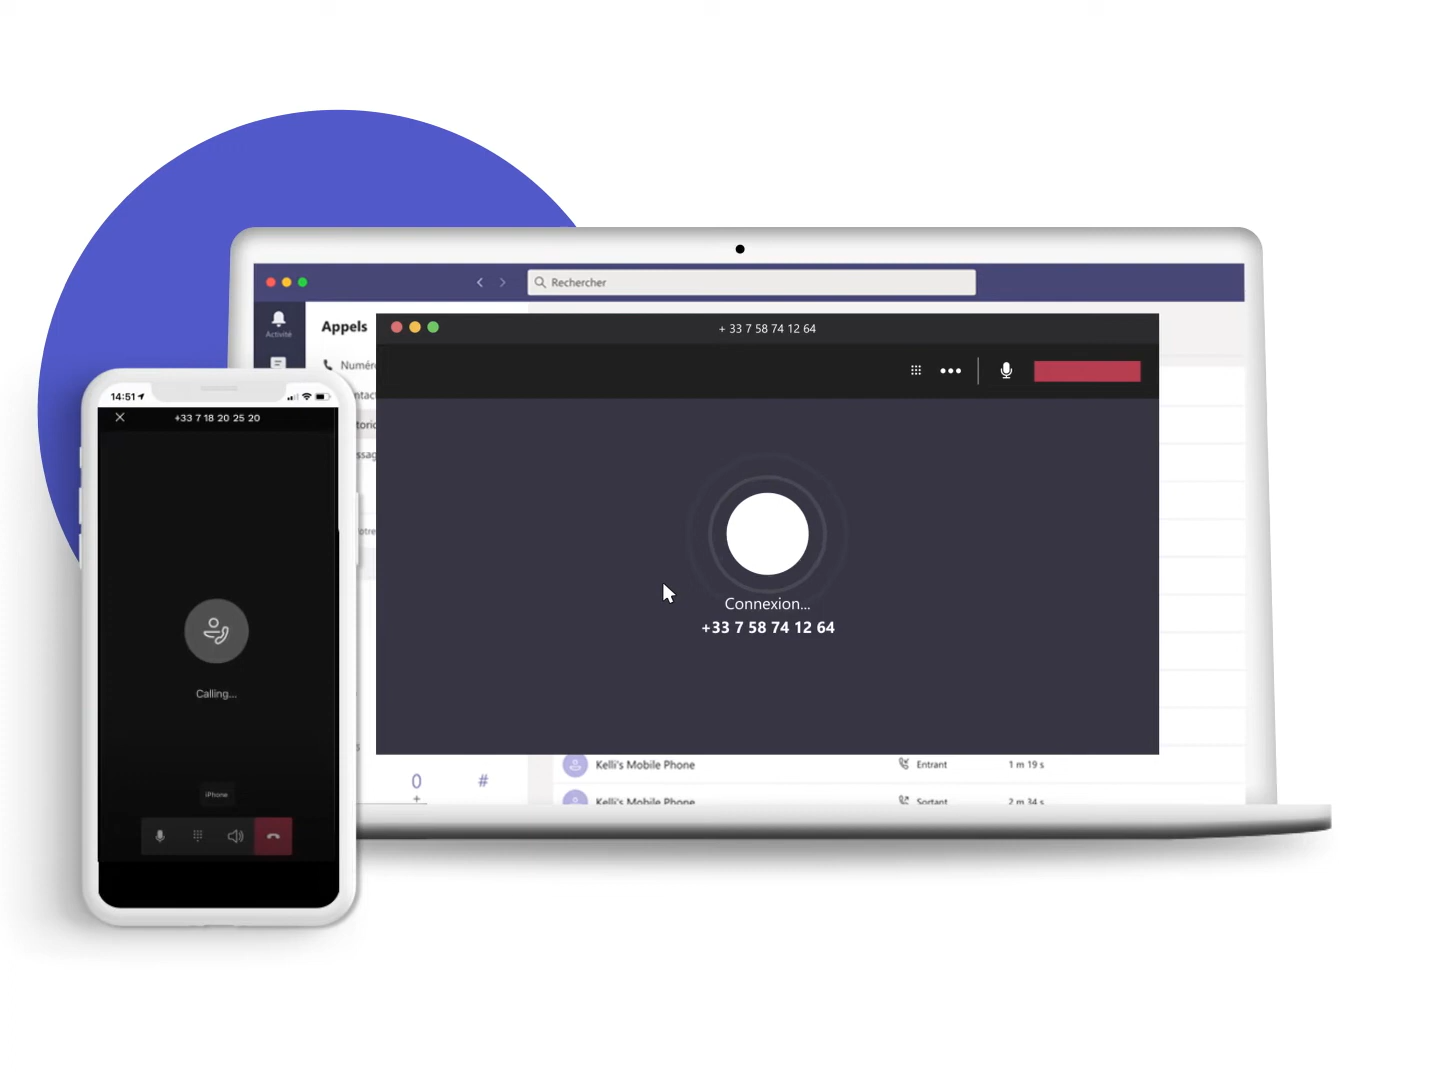 Rechercher
Activité
Appels
+ 33 7 58 74 12 64
Connexion...
+33 7 58 74 12 64
Kelli's Mobile Phone Entrant 1 m 19 s
Kelli's Mobile Phone Sortant 2 m 34 s
0 #
+
14:51
+33 7 18 20 25 20
Calling...
iPhone